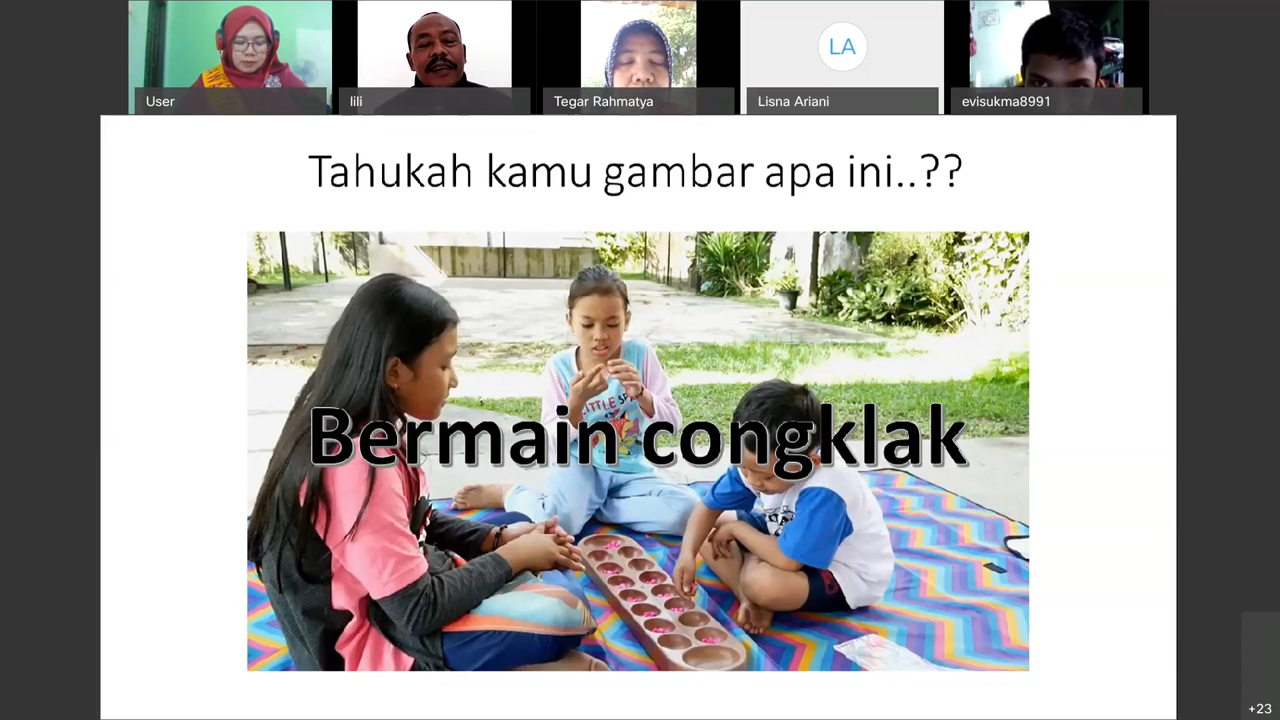 User
lili
Tegar Rahmatya
LA
Lisna Ariani
evisukma8991
Tahukah kamu gambar apa ini..??
Bermain congklak
+23